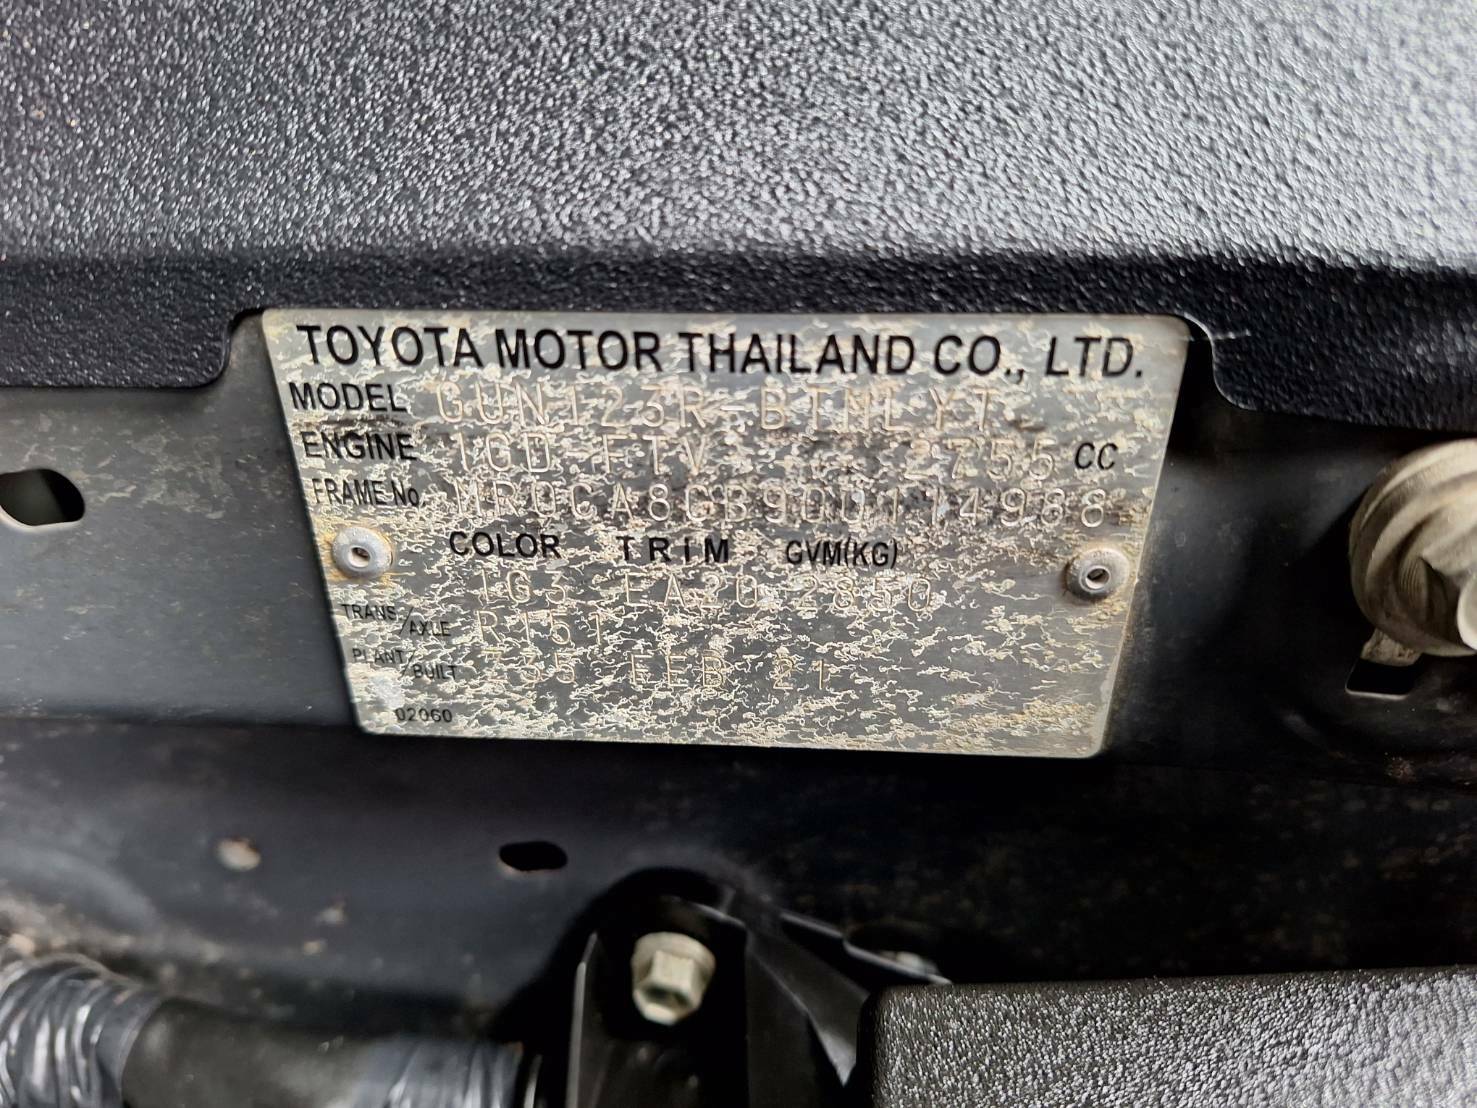 TOYOTA MOTOR THAILAND CO., LTD.
MODEL GUN123R-BTMLYT
ENGINE 1GD-FTV 2755 CC
FRAME No. MR0CA8CB900114988
COLOR TRIM GVM(KG)
1G3 EA20 2850
TRANS/AXLE R151
PLANT/BUILT Z35 FEB 21
02060